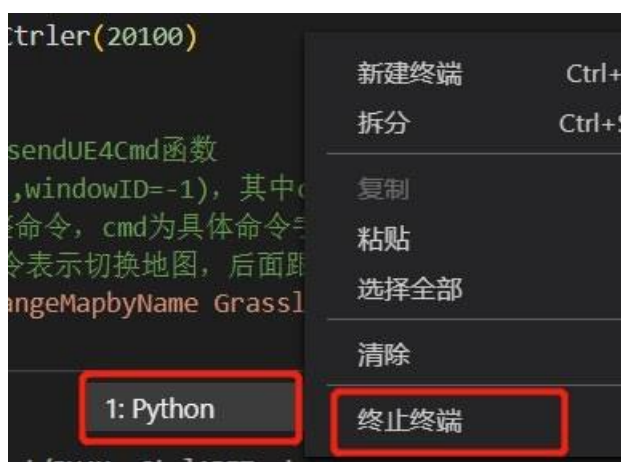 Ctrler(20100)
sendUE4Cmd函数
,windowID=-1)，其中
命令，cmd为具体命令
令表示切换地图，后面跟
angeMapbyName Grassl
1: Python
新建终端 Ctrl+
拆分 Ctrl+
复制
粘贴
选择全部
清除
终止终端